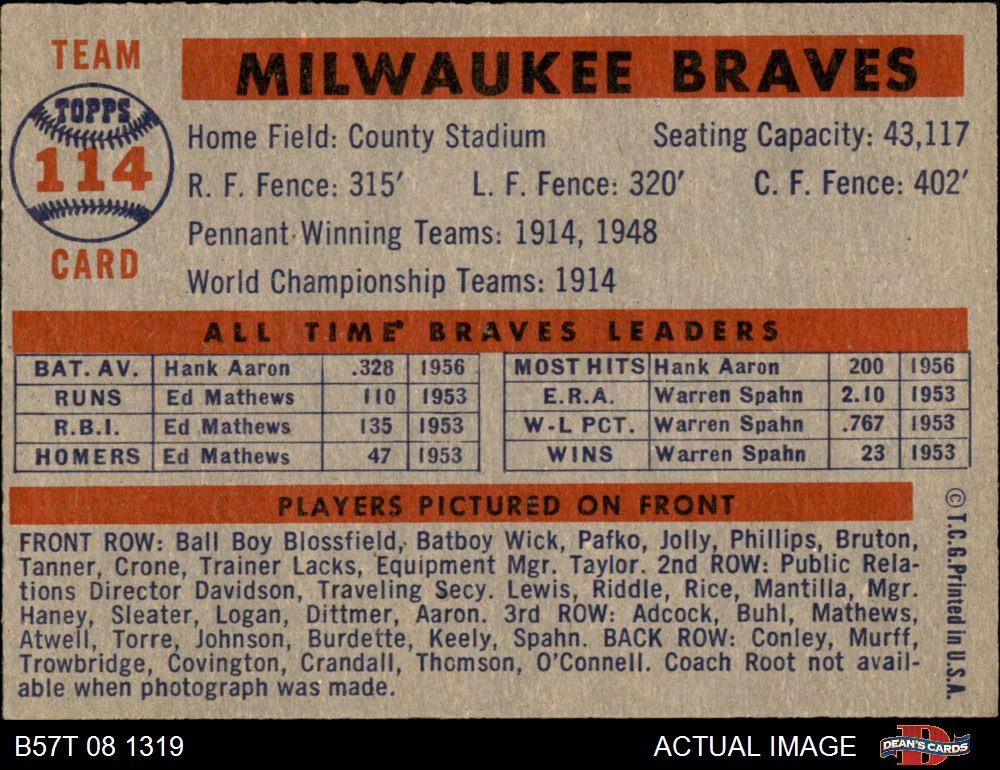 TEAM
TOPPS
114
CARD
MILWAUKEE BRAVES
Home Field: County Stadium Seating Capacity: 43,117
R. F. Fence: 315′ L. F. Fence: 320′ C. F. Fence: 402′
Pennant-Winning Teams: 1914, 1948
World Championship Teams: 1914
ALL TIME* BRAVES LEADERS
BAT. AV. Hank Aaron .328 1956 MOST HITS Hank Aaron 200 1956
RUNS Ed Mathews 110 1953 E.R.A. Warren Spahn 2.10 1953
R.B.I. Ed Mathews 135 1953 W-L PCT. Warren Spahn .767 1953
HOMERS Ed Mathews 47 1953 WINS Warren Spahn 23 1953
PLAYERS PICTURED ON FRONT
FRONT ROW: Ball Boy Blossfield, Batboy Wick, Pafko, Jolly, Phillips, Bruton,
Tanner, Crone, Trainer Lacks, Equipment Mgr. Taylor. 2nd ROW: Public Rela-
tions Director Davidson, Traveling Secy. Lewis, Riddle, Rice, Mantilla, Mgr.
Haney, Sleater, Logan, Dittmer, Aaron. 3rd ROW: Adcock, Buhl, Mathews,
Atwell, Torre, Johnson, Burdette, Keely, Spahn. BACK ROW: Conley, Murff,
Trowbridge, Covington, Crandall, Thomson, O'Connell. Coach Root not avail-
able when photograph was made.
© T.C.G. Printed in U.S.A.
B57T 08 1319 ACTUAL IMAGE
D
DEAN'S CARDS